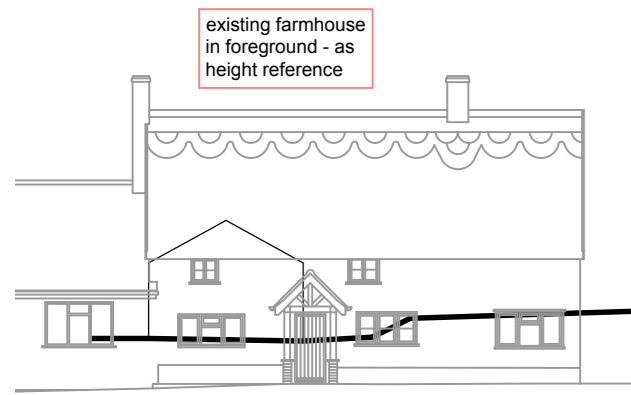 existing farmhouse
in foreground - as
height reference